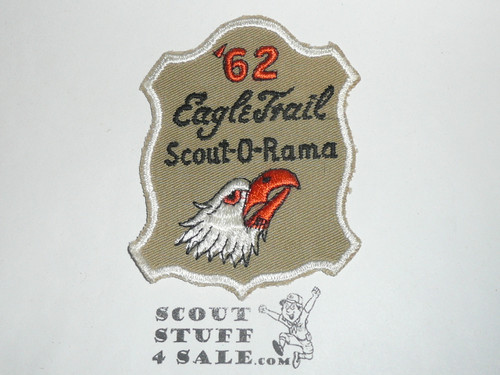 '62
Eagle Trail
Scout-O-Rama
SCOUT
STUFF
4 SALE.com